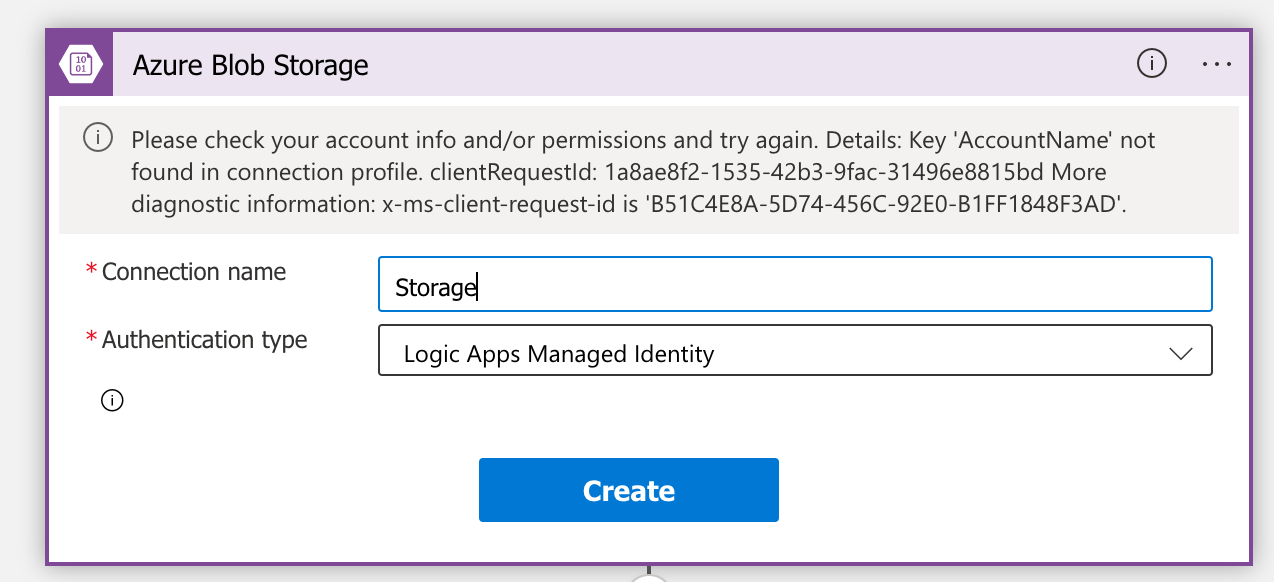 10
01
Azure Blob Storage
Please check your account info and/or permissions and try again. Details: Key 'AccountName' not
found in connection profile. clientRequestId: 1a8ae8f2-1535-42b3-9fac-31496e8815bd More
diagnostic information: x-ms-client-request-id is 'B51C4E8A-5D74-456C-92E0-B1FF1848F3AD'.
* Connection name
Storage
* Authentication type
Logic Apps Managed Identity
Create